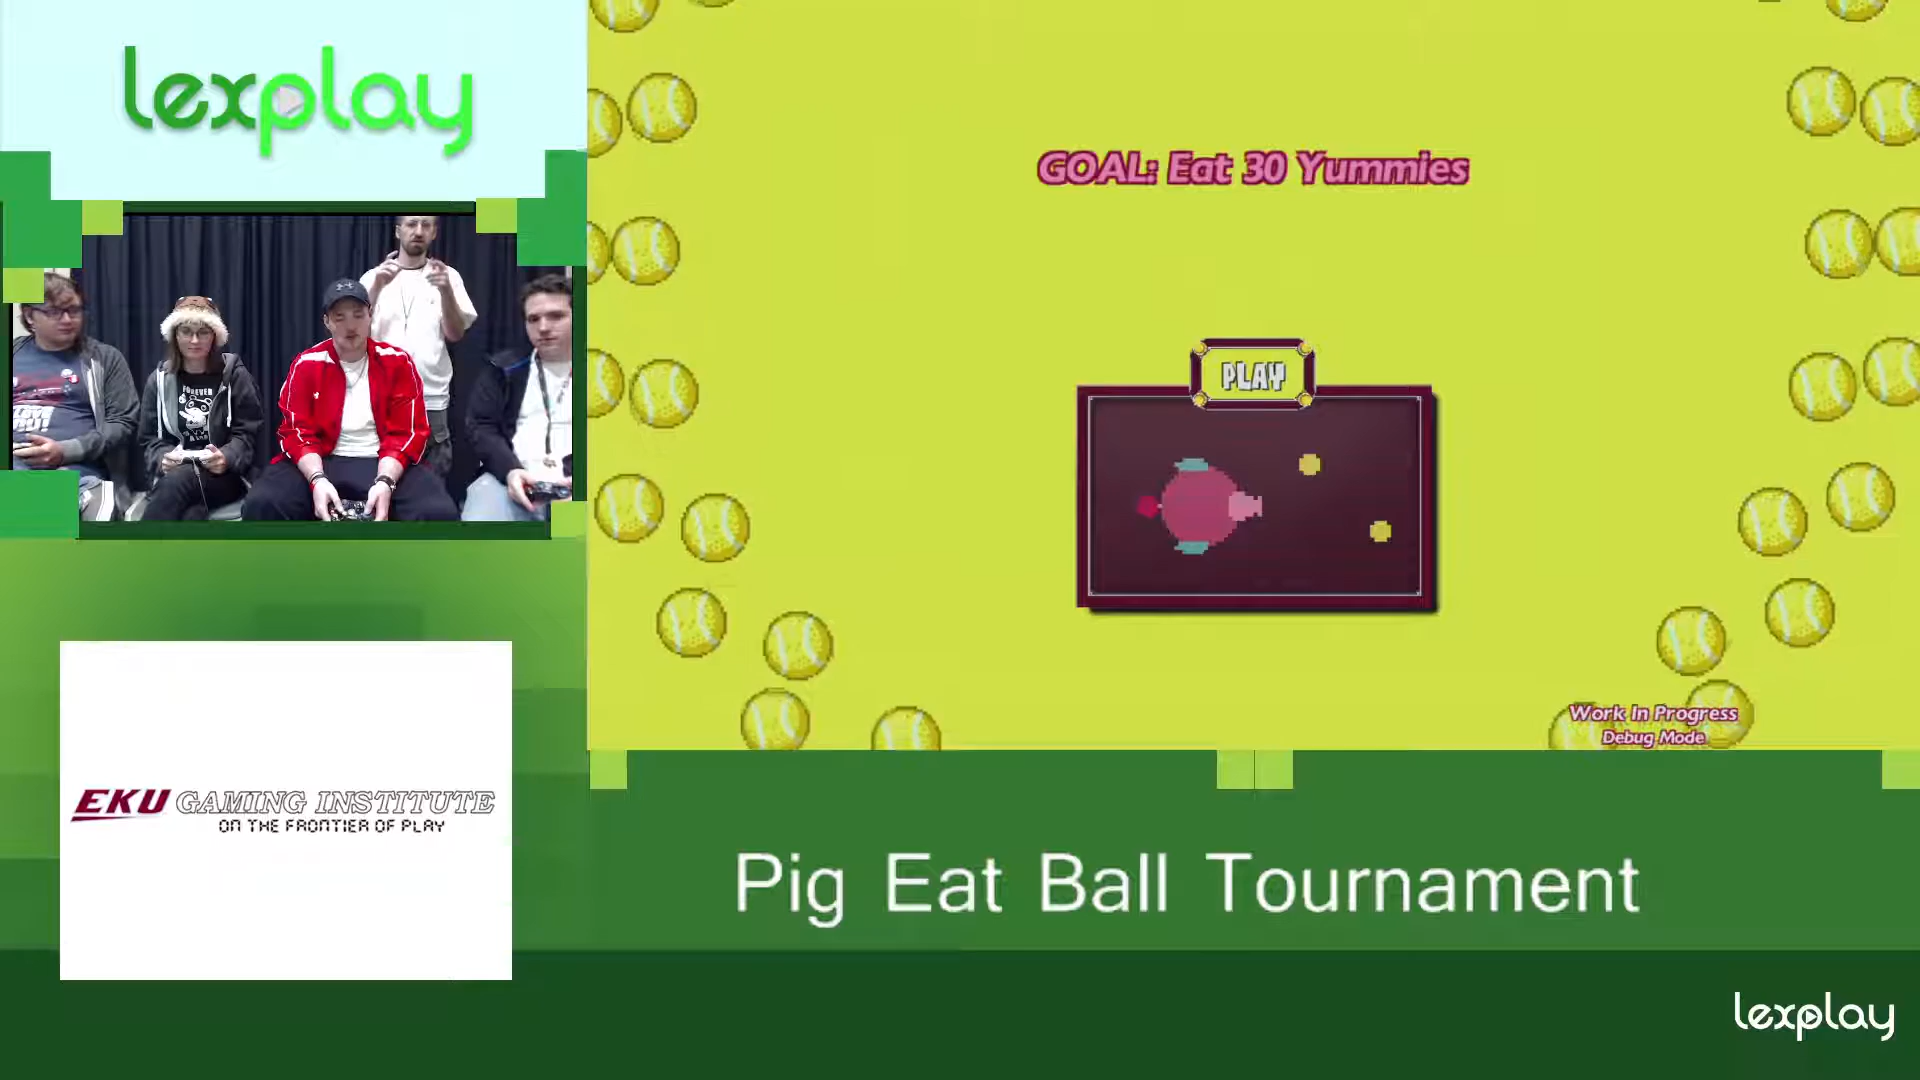 lexplay
GOAL: Eat 30 Yummies
PLAY
FOREVER
Work In Progress
Debug Mode
EKU GAMING INSTITUTE
ON THE FRONTIER OF PLAY
Pig Eat Ball Tournament
lexplay